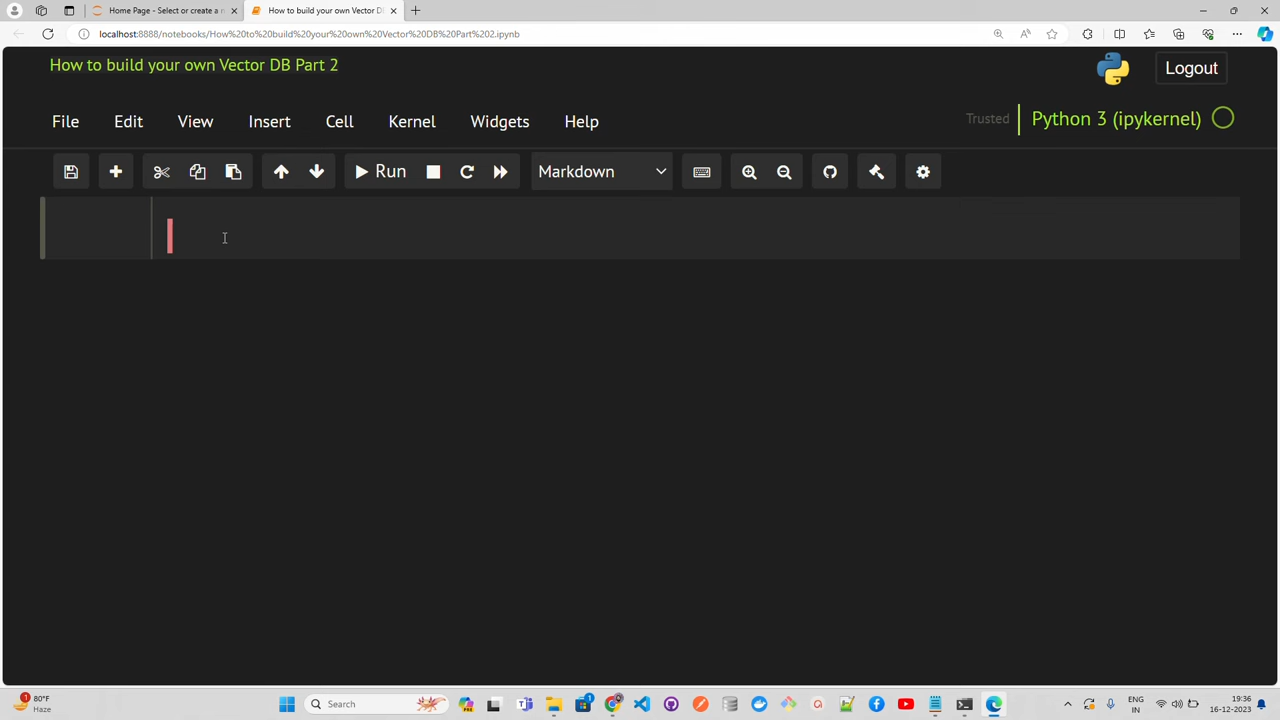 Home Page - Select or create a n
How to build your own Vector D
localhost:8888/notebooks/How%20to%20build%20your%20own%20Vector%20DB%20Part%202.ipynb
How to build your own Vector DB Part 2
Logout
File Edit View Insert Cell Kernel Widgets Help
Trusted
Python 3 (ipykernel)
Run
Markdown
1
80°F
Haze
Search
PRE
1
ENG
IN
19:36
16-12-2023